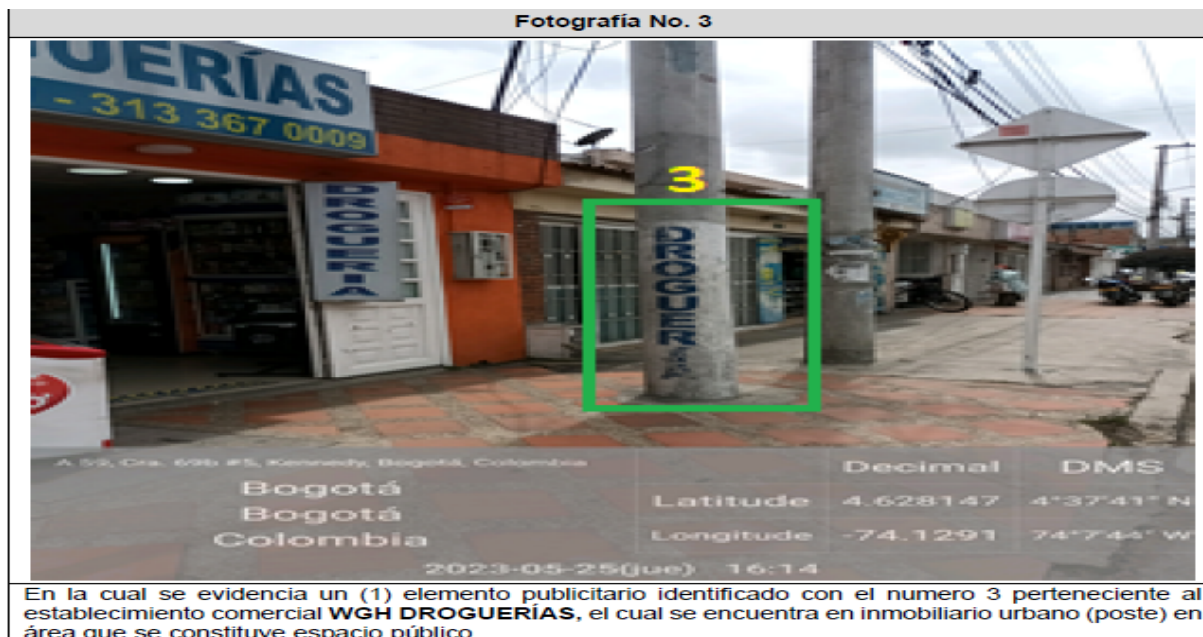 Fotografía No. 3
UERÍAS
- 313 367 0009
DROGUERIA
3
DROGUERIA
A 59, Cra. 69b #5, Kennedy, Bogotá, Colombia
Bogotá
Bogotá
Colombia
Decimal DMS
Latitude 4.628147 4°37'41" N
Longitude -74.1291 74°7'44" W
2023-05-25(jue) 16:14
En la cual se evidencia un (1) elemento publicitario identificado con el numero 3 perteneciente al
establecimiento comercial WGH DROGUERÍAS, el cual se encuentra en inmobiliario urbano (poste) en
área que se constituye espacio público